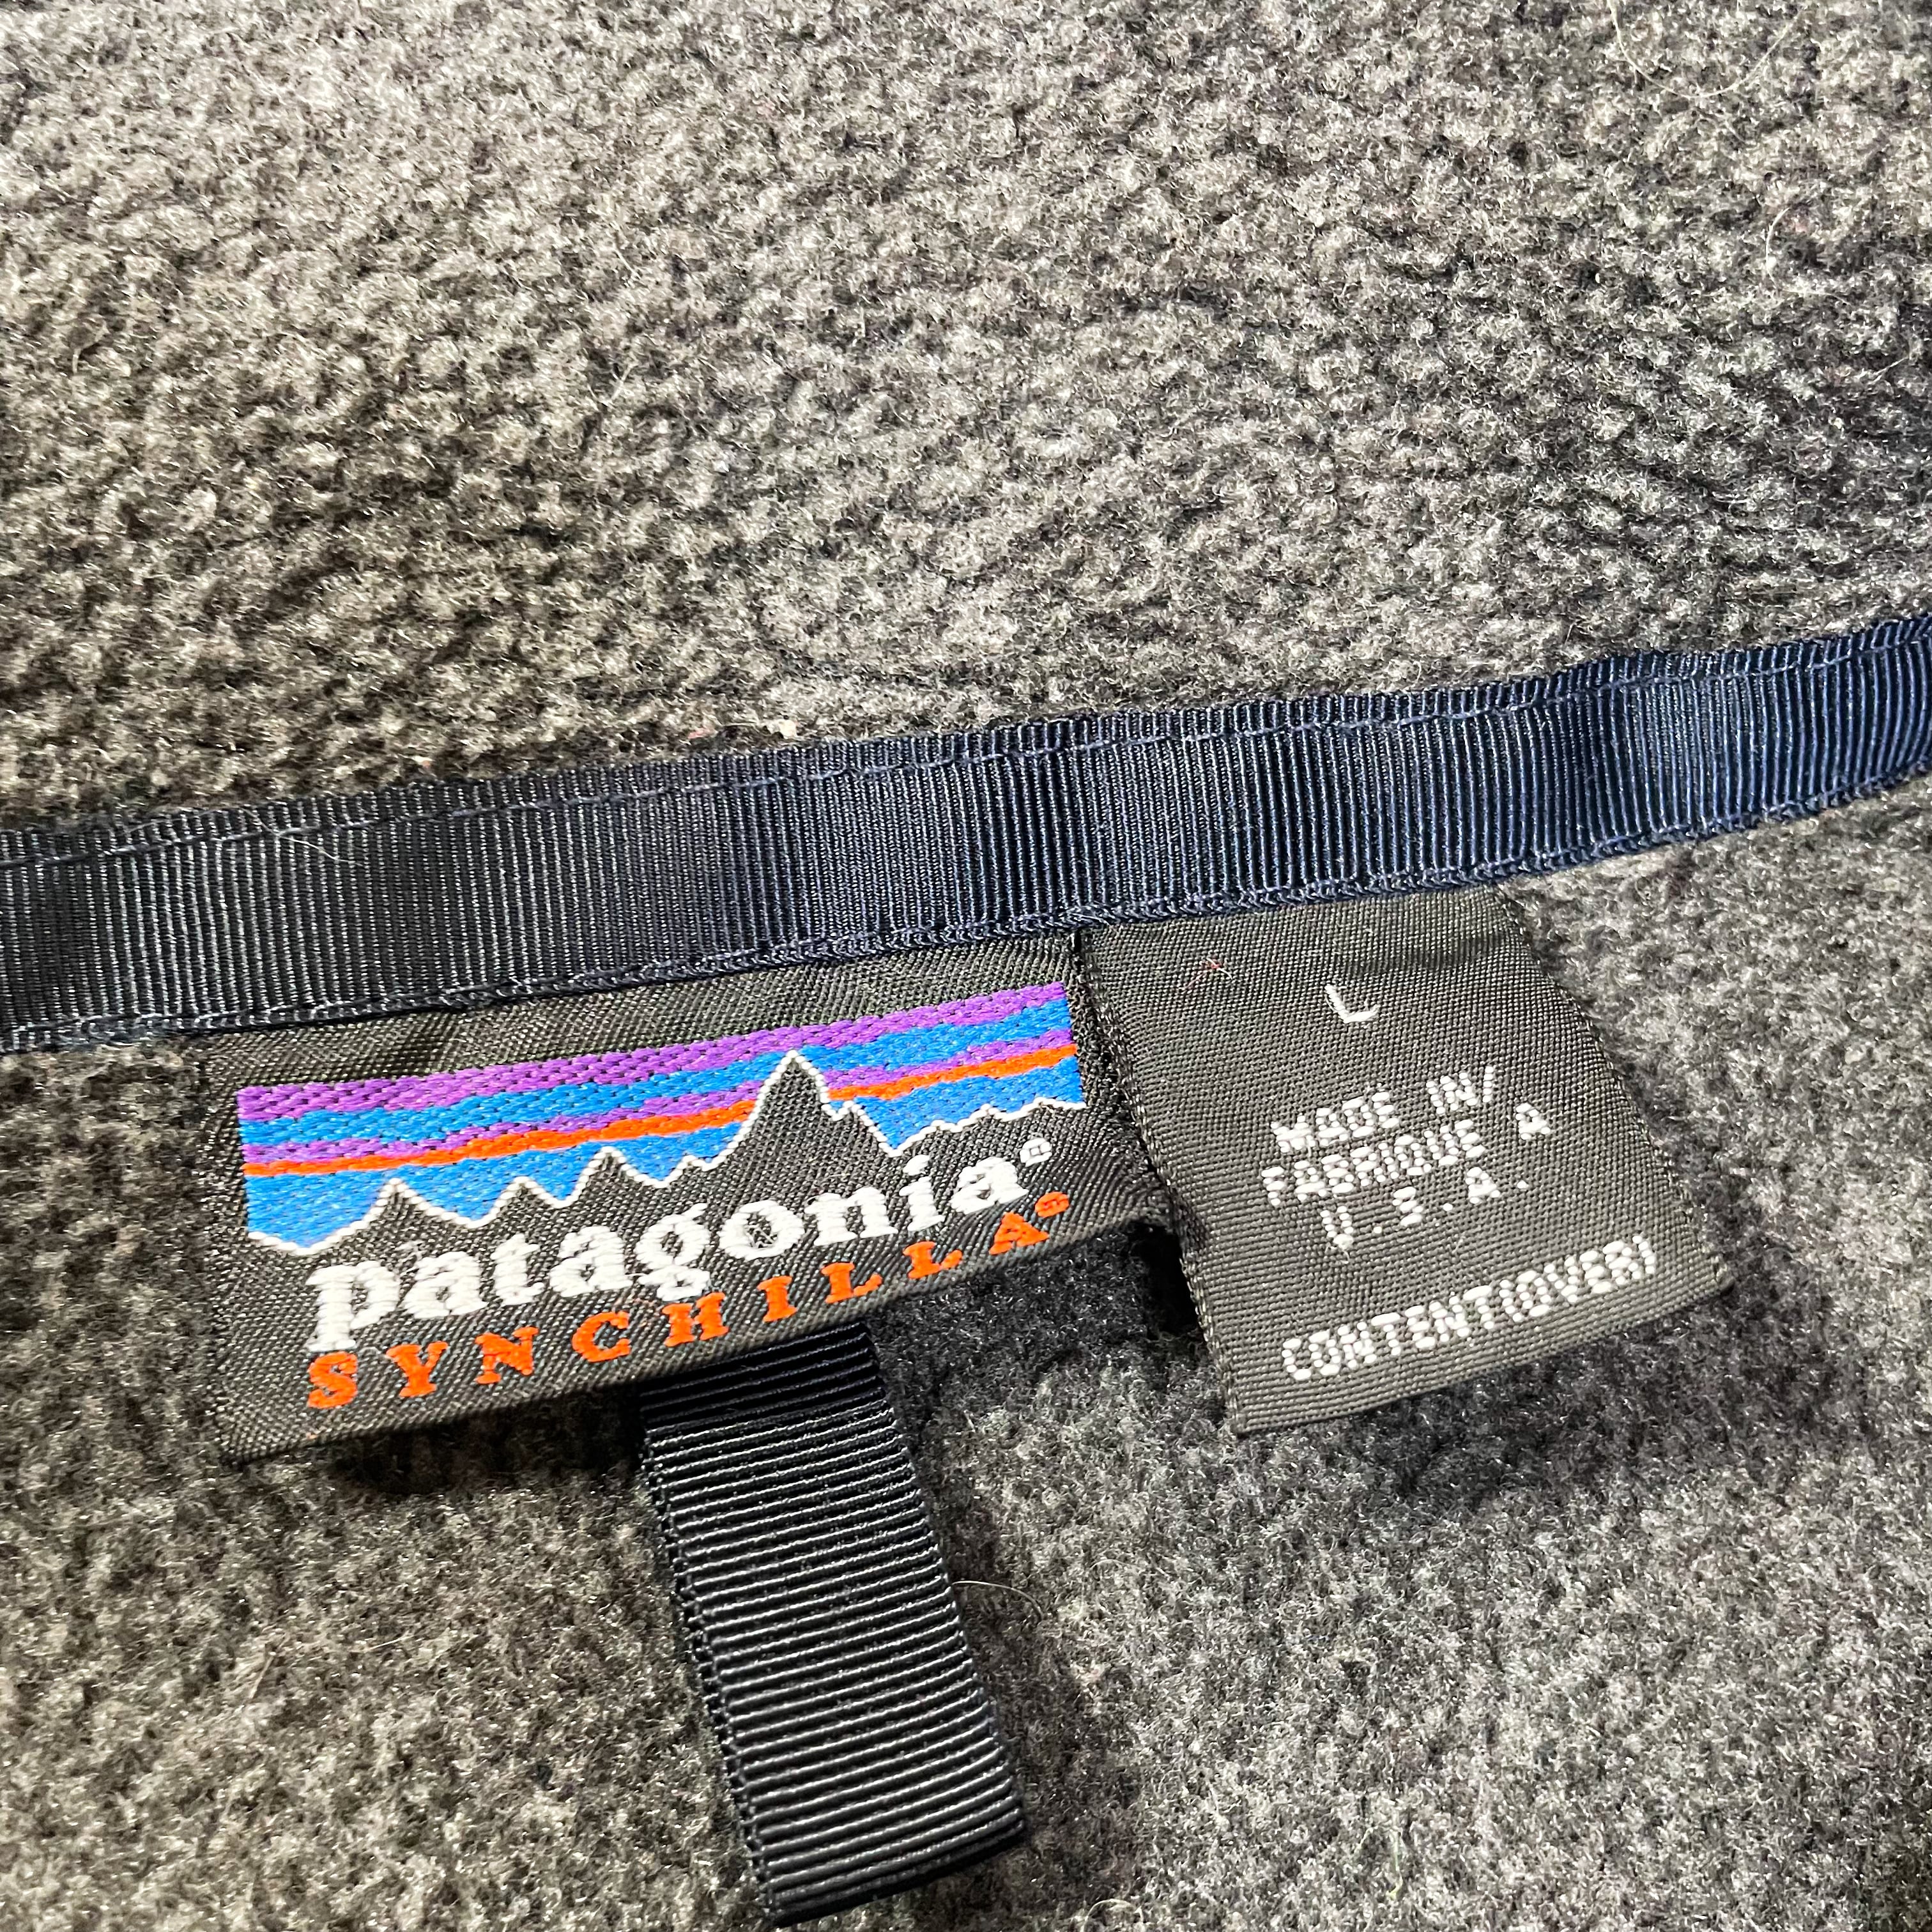 patagonia®
SYNCHILLA®
L
MADE IN/
FABRIQUE A
U.S.A.
CONTENT(OVER)